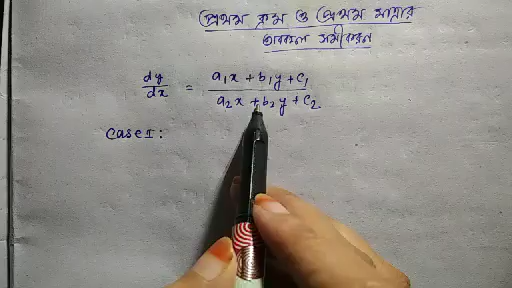 প্রথম ক্রম ও প্রথম মাত্রার
অবকল সমীকরণ
dy/dx = (a₁x + b₁y + c₁)/(a₂x + b₂y + c₂)
Case I: